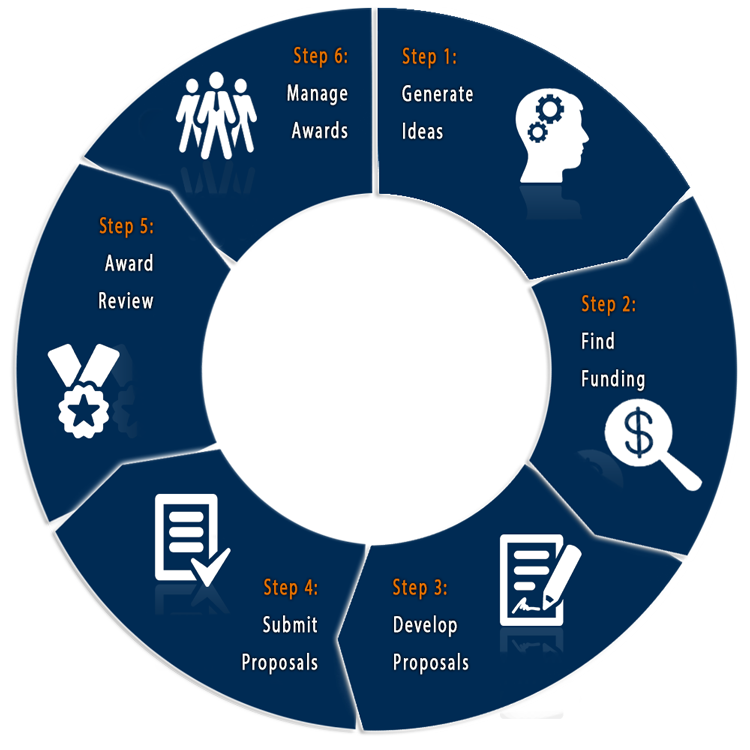 Step 1:
Generate
Ideas
Step 2:
Find
Funding
$
Step 3:
Develop
Proposals
Step 4:
Submit
Proposals
Step 5:
Award
Review
Step 6:
Manage
Awards